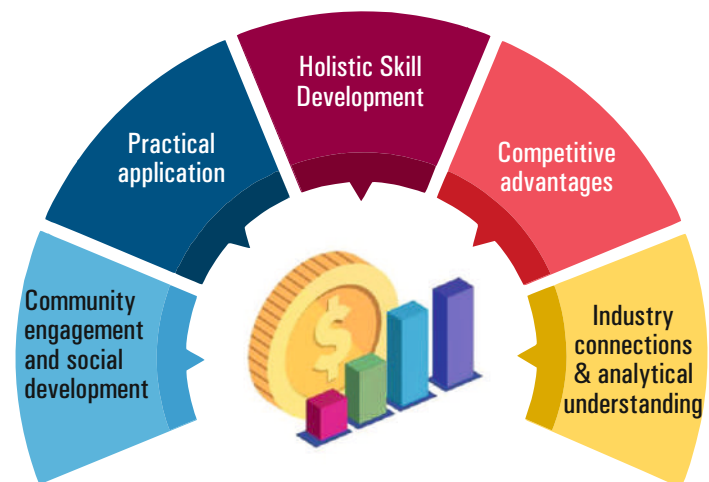 Community
engagement
and social
development
Practical
application
Holistic Skill
Development
Competitive
advantages
Industry
connections
& analytical
understanding
$